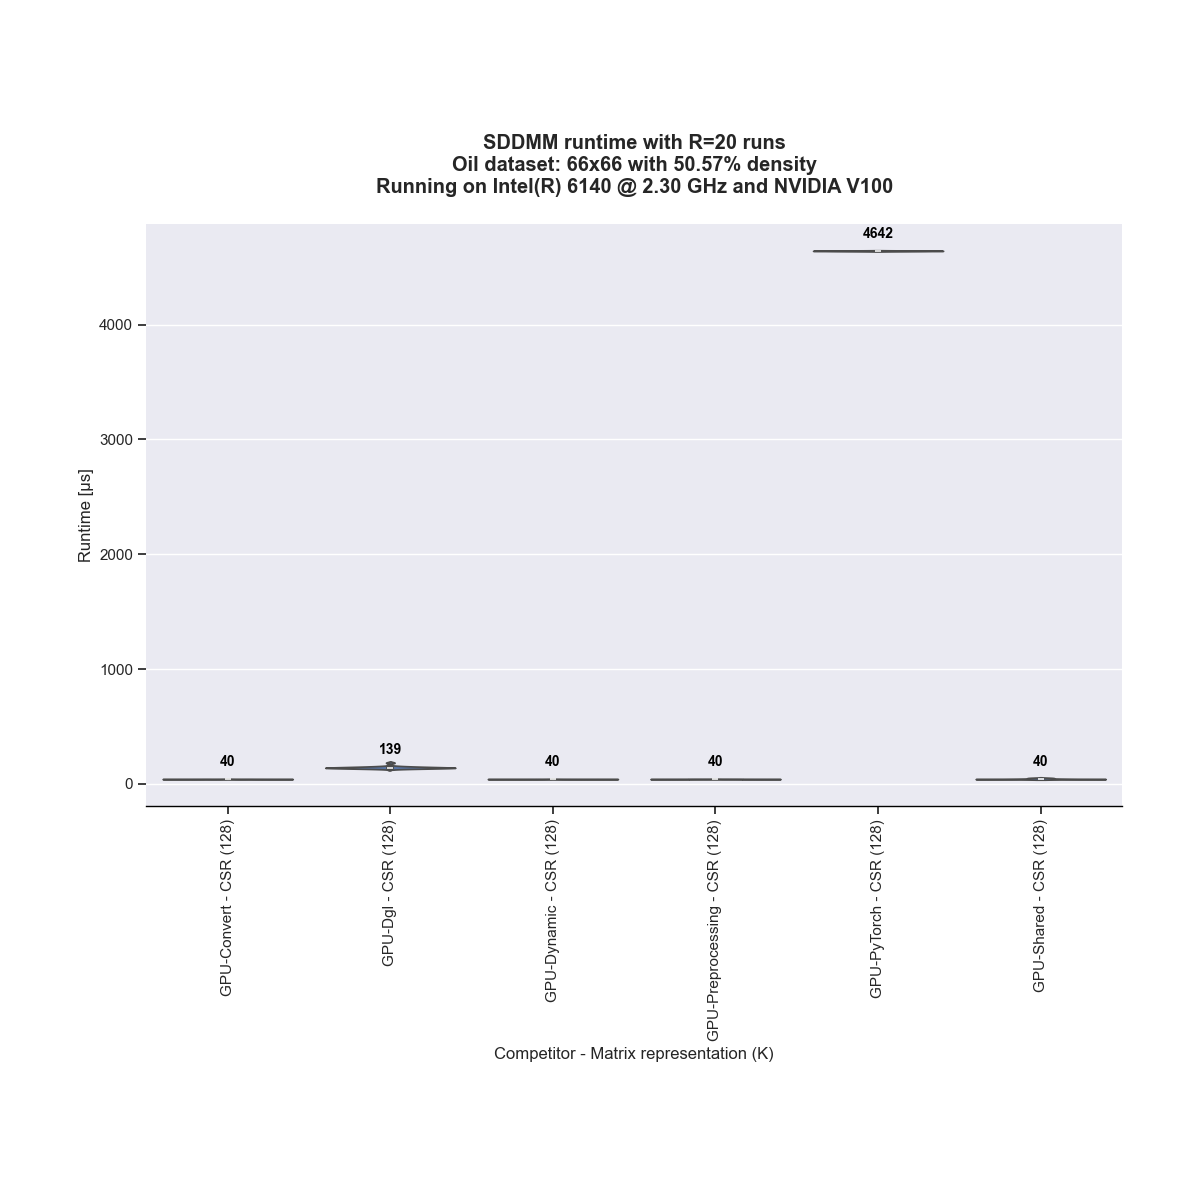 SDDMM runtime with R=20 runs
Oil dataset: 66x66 with 50.57% density
Running on Intel(R) 6140 @ 2.30 GHz and NVIDIA V100
Runtime [µs]
4000
3000
2000
1000
0
40
139
40
40
4642
40
GPU-Convert - CSR (128)
GPU-Dgl - CSR (128)
GPU-Dynamic - CSR (128)
GPU-Preprocessing - CSR (128)
GPU-PyTorch - CSR (128)
GPU-Shared - CSR (128)
Competitor - Matrix representation (K)